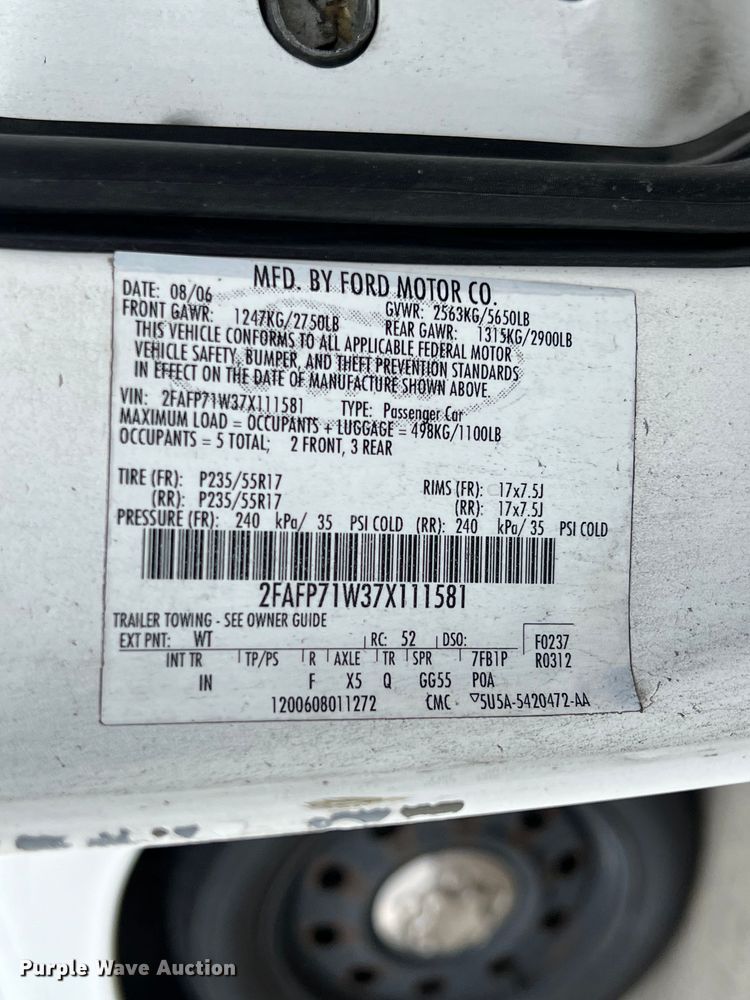 MFD. BY FORD MOTOR CO.
DATE: 08/06 GVWR: 2563KG/5650LB
FRONT GAWR: 1247KG/2750LB REAR GAWR: 1315KG/2900LB
THIS VEHICLE CONFORMS TO ALL APPLICABLE FEDERAL MOTOR
VEHICLE SAFETY, BUMPER, AND THEFT PREVENTION STANDARDS
IN EFFECT ON THE DATE OF MANUFACTURE SHOWN ABOVE.
VIN: 2FAFP71W37X111581 TYPE: Passenger Car
MAXIMUM LOAD = OCCUPANTS + LUGGAGE = 498KG/1100LB
OCCUPANTS = 5 TOTAL; 2 FRONT, 3 REAR
TIRE (FR): P235/55R17 RIMS (FR): 17x7.5J
(RR): P235/55R17 (RR): 17x7.5J
PRESSURE (FR): 240 kPa/ 35 PSI COLD (RR): 240 kPa/ 35 PSI COLD
2FAFP71W37X111581
TRAILER TOWING - SEE OWNER GUIDE
EXT PNT: WT RC: 52 DSO: F0237
INT TR TP/PS R AXLE TR SPR 7FB1P R0312
IN F X5 Q GG55 POA
1200608011272 CMC ▽5U5A-5420472-AA
Purple Wave Auction